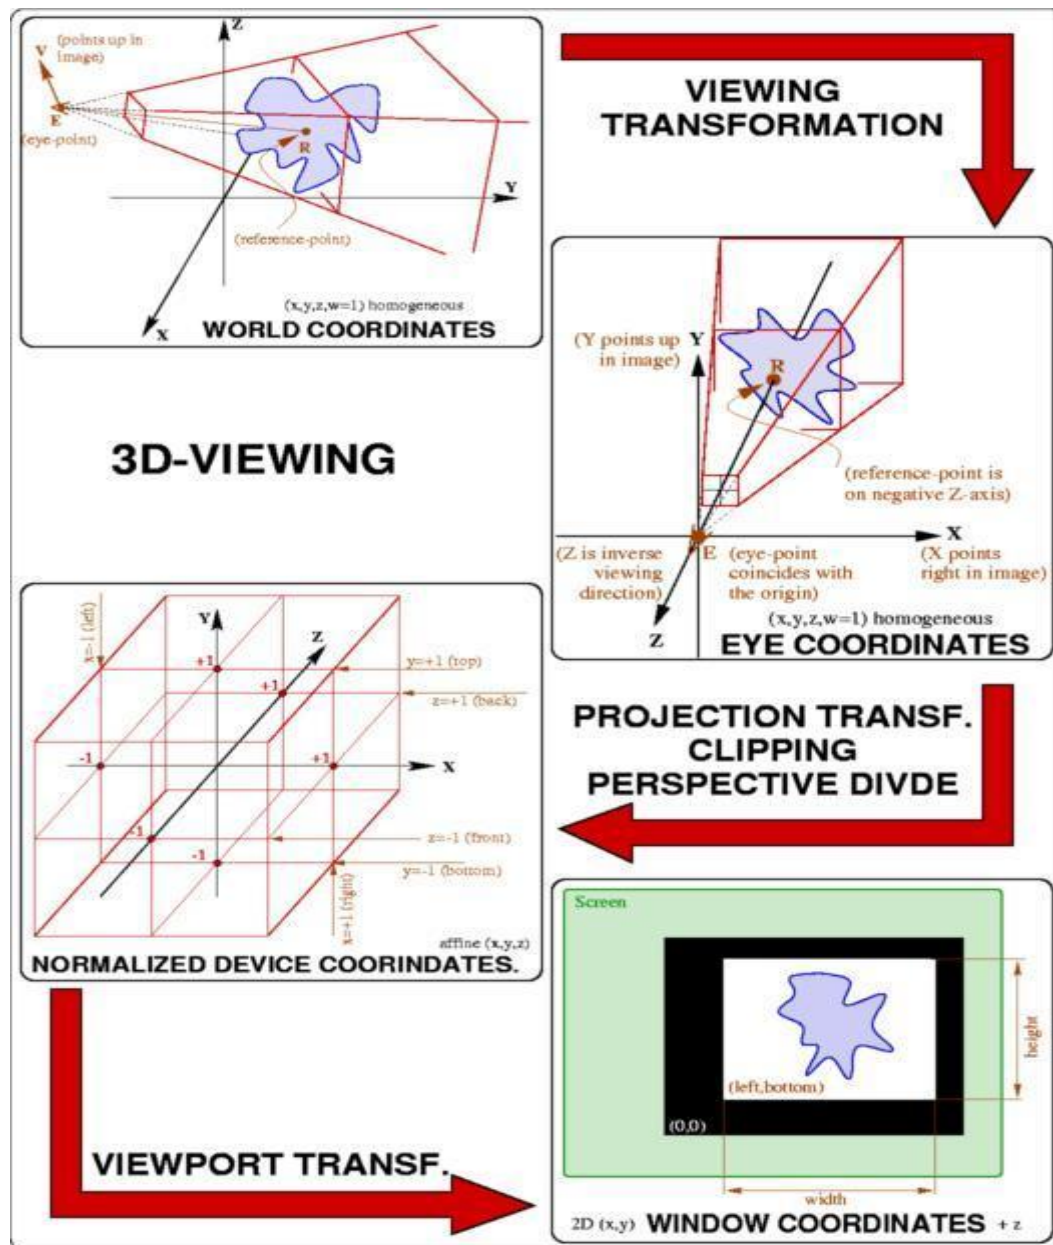 Z
V
(points up in
image)
E
(eye-point)
R
Y
(reference-point)
X
(x,y,z,w=1) homogeneous
WORLD COORDINATES
VIEWING
TRANSFORMATION
(Y points up
in image)
Y
R
(reference-point is
on negative Z-axis)
X
E
(Z is inverse
viewing
direction)
(eye-point
coincides with
the origin)
(X points
right in image)
Z
(x,y,z,w=1) homogeneous
EYE COORDINATES
3D-VIEWING
PROJECTION TRANSF.
CLIPPING
PERSPECTIVE DIVDE
x=-1 (left)
Y
Z
+1
y=+1 (top)
+1
z=+1 (back)
-1
+1
X
-1
z=-1 (front)
-1
y=-1 (bottom)
x=+1 (right)
affine (x,y,z)
NORMALIZED DEVICE COORINDATES.
VIEWPORT TRANSF.
Screen
height
(left,bottom)
(0,0)
width
2D (x,y) WINDOW COORDINATES + z